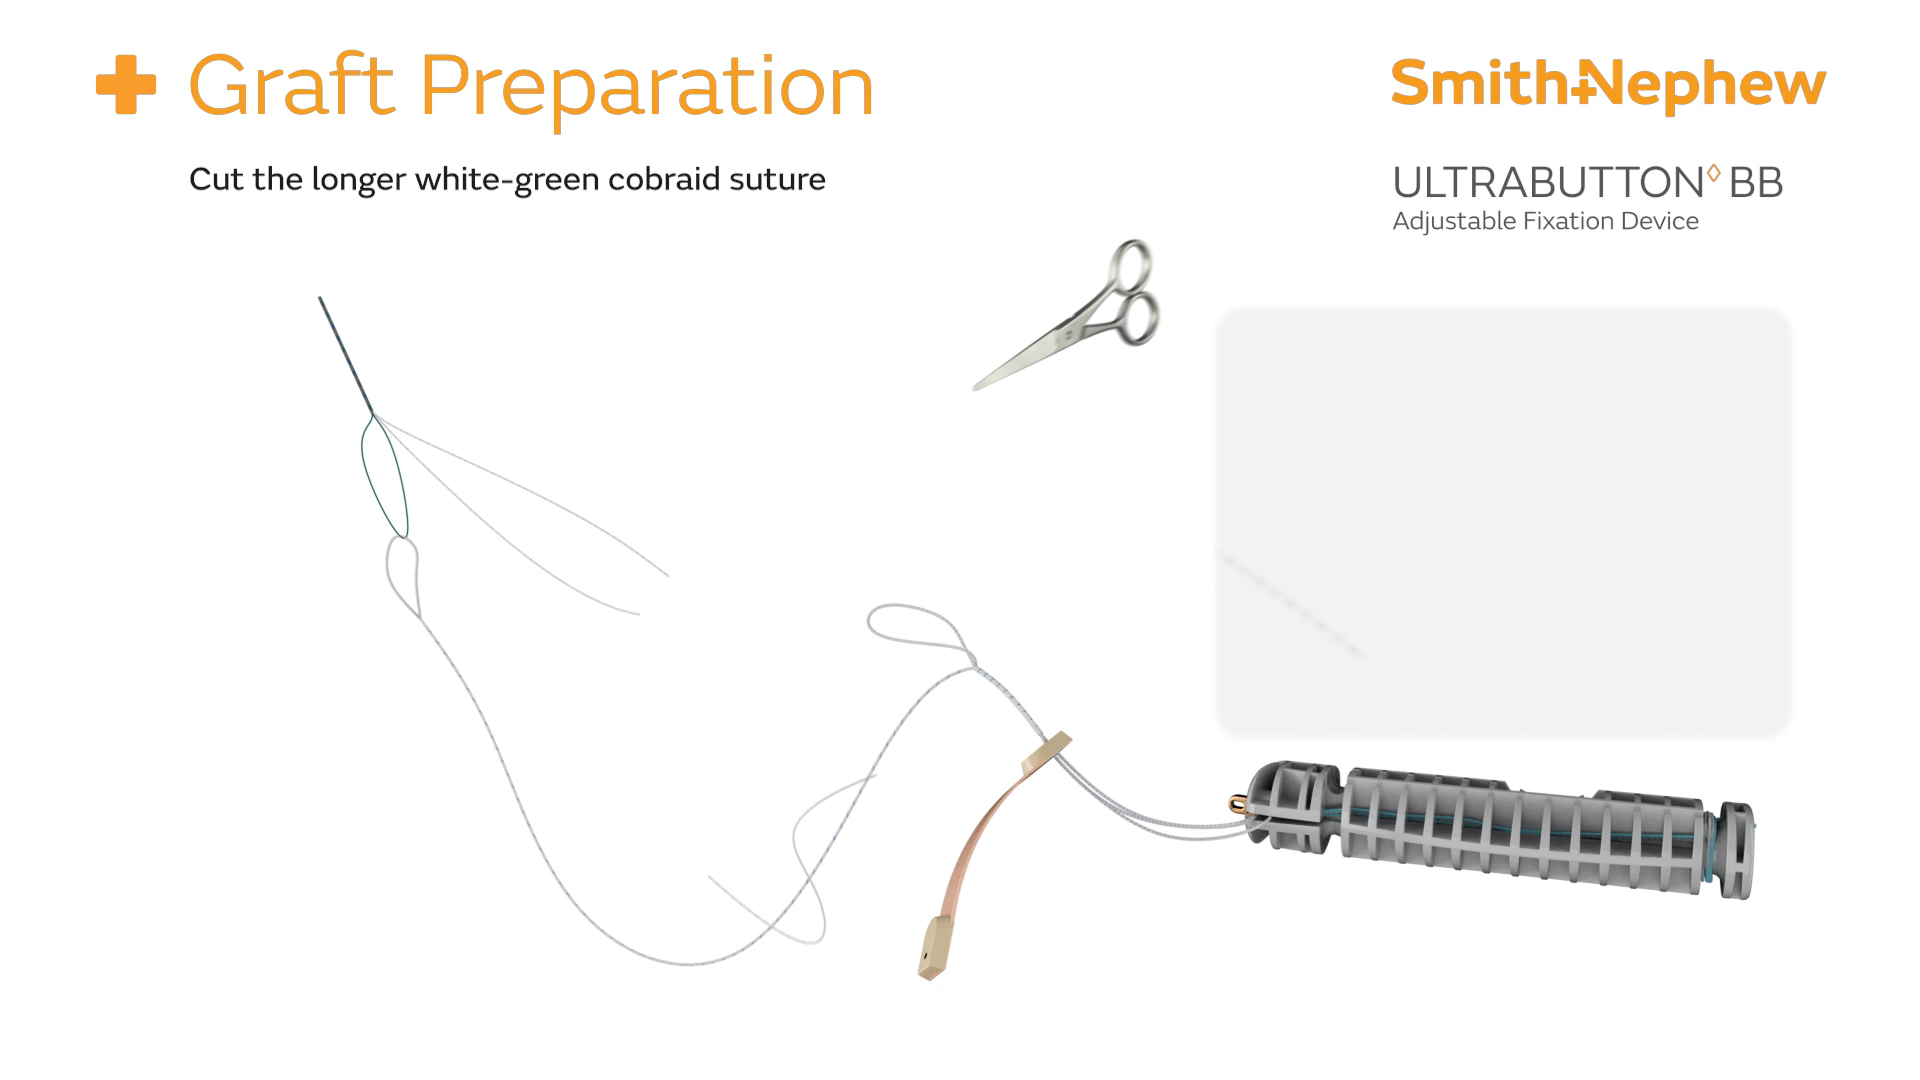 Graft Preparation
Cut the longer white-green cobraid suture
Smith+Nephew
ULTRABUTTON◊ BB
Adjustable Fixation Device